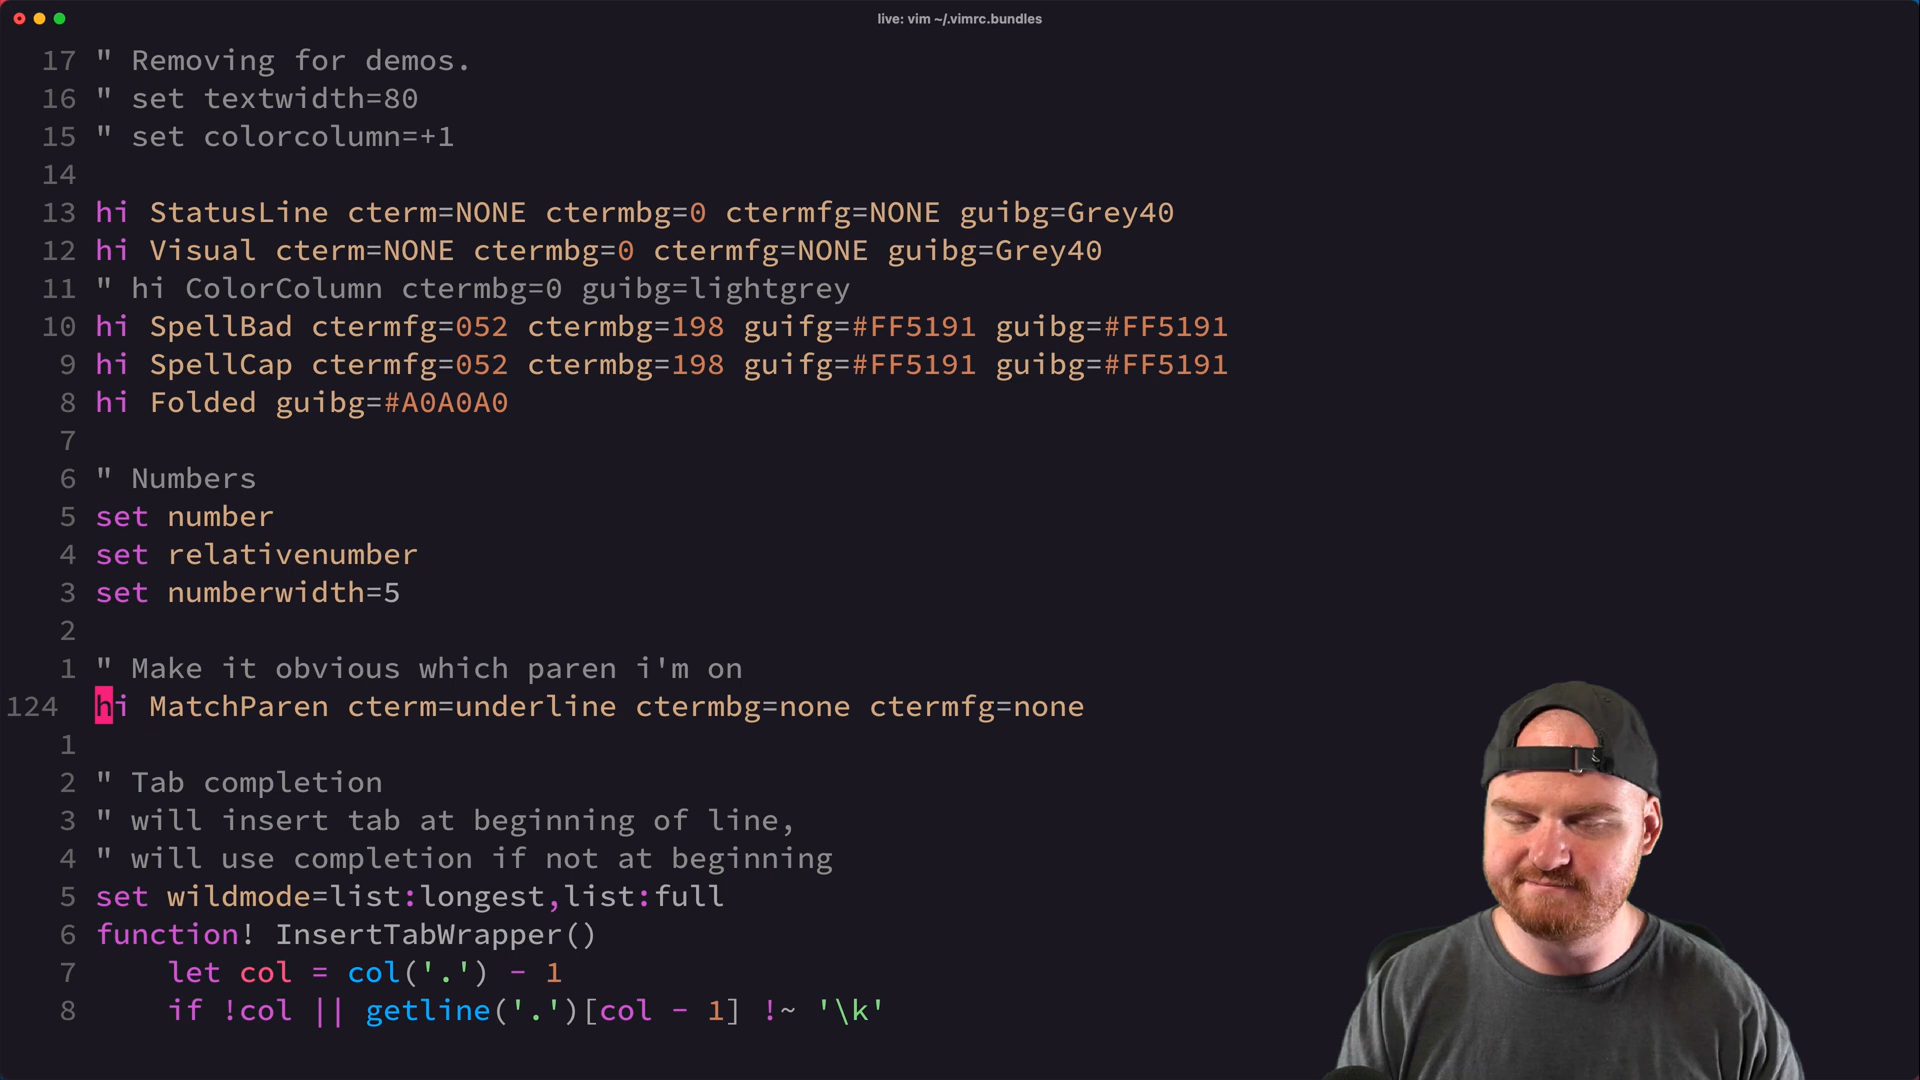 live: vim ~/.vimrc.bundles
17 " Removing for demos.
16 " set textwidth=80
15 " set colorcolumn=+1
14
13 hi StatusLine cterm=NONE ctermbg=0 ctermfg=NONE guibg=Grey40
12 hi Visual cterm=NONE ctermbg=0 ctermfg=NONE guibg=Grey40
11 " hi ColorColumn ctermbg=0 guibg=lightgrey
10 hi SpellBad ctermfg=052 ctermbg=198 guifg=#FF5191 guibg=#FF5191
9 hi SpellCap ctermfg=052 ctermbg=198 guifg=#FF5191 guibg=#FF5191
8 hi Folded guibg=#A0A0A0
7
6 " Numbers
5 set number
4 set relativenumber
3 set numberwidth=5
2
1 " Make it obvious which paren i'm on
124 hi MatchParen cterm=underline ctermbg=none ctermfg=none
1
2 " Tab completion
3 " will insert tab at beginning of line,
4 " will use completion if not at beginning
5 set wildmode=list:longest,list:full
6 function! InsertTabWrapper()
7     let col = col('.') - 1
8     if !col || getline('.')[col - 1] !~ '\k'